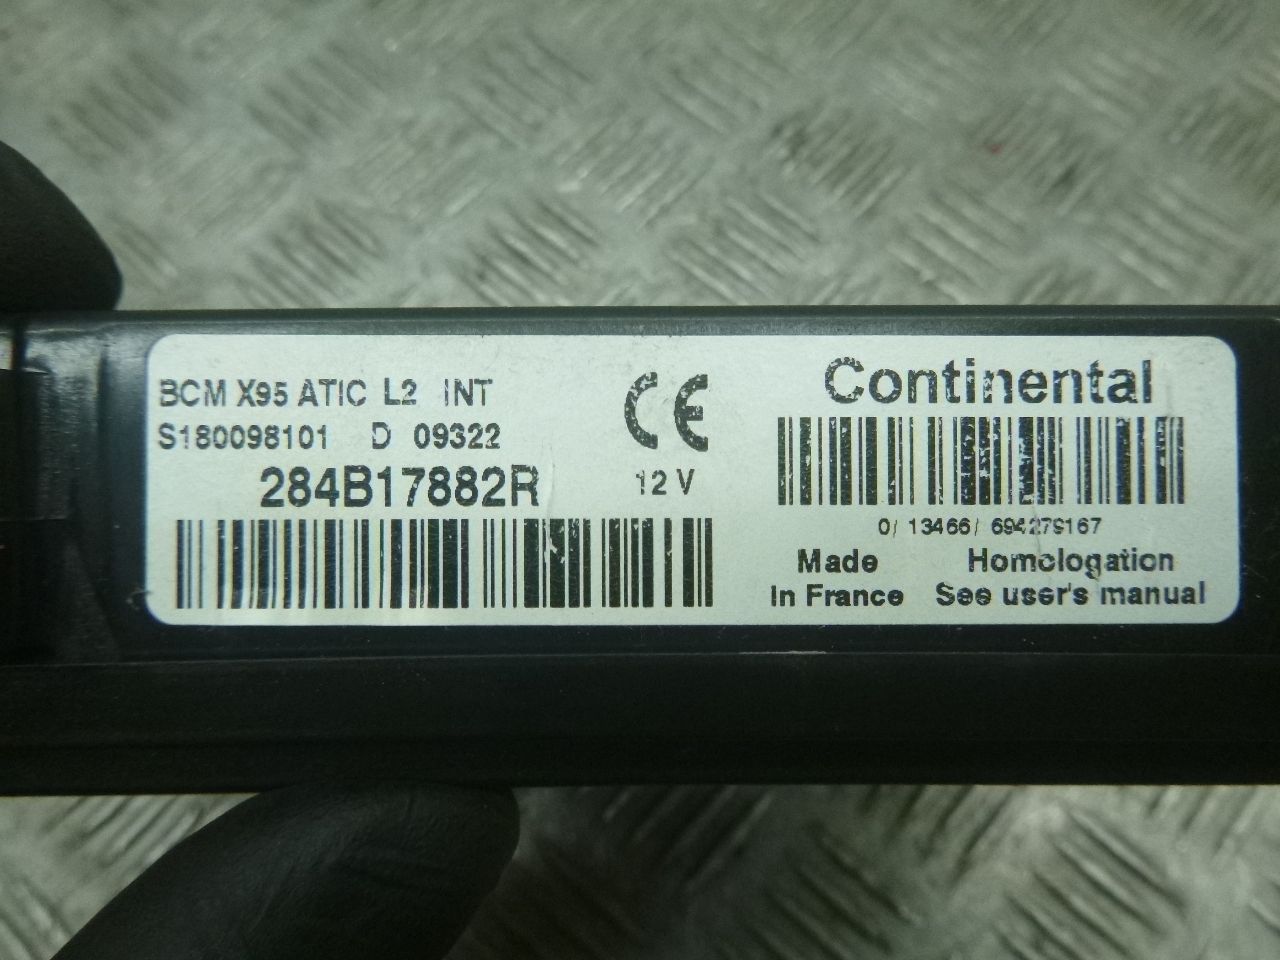 BCM X95 ATIC L2 INT
S180098101 D 09322
284B17882R
CE
12 V
Continental
0/ 13466/ 694279167
Made
In France
Homologation
See user's manual